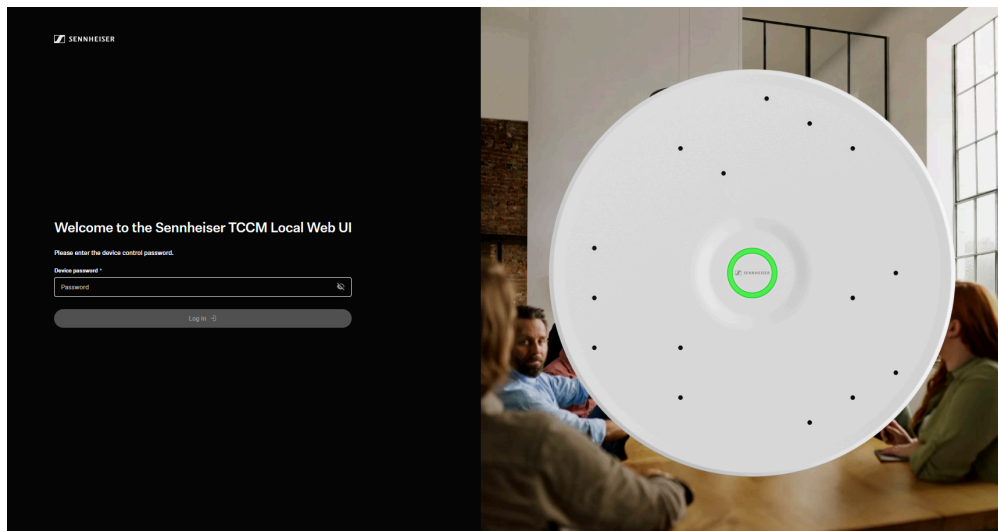 SENNHEISER
Welcome to the Sennheiser TCCM Local Web UI
Please enter the device control password.
Device password *
Password
Log In
SENNHEISER